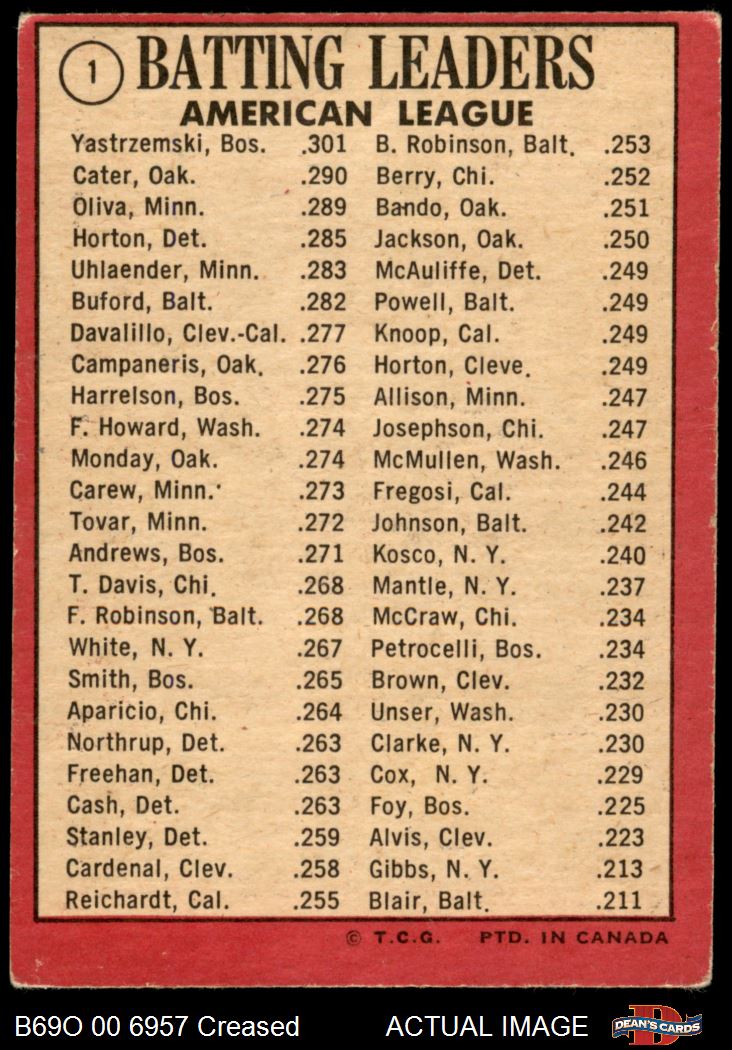 1 BATTING LEADERS
AMERICAN LEAGUE
Yastrzemski, Bos. .301
Cater, Oak. .290
Oliva, Minn. .289
Horton, Det. .285
Uhlaender, Minn. .283
Buford, Balt. .282
Davalillo, Clev.-Cal. .277
Campaneris, Oak. .276
Harrelson, Bos. .275
F. Howard, Wash. .274
Monday, Oak. .274
Carew, Minn. .273
Tovar, Minn. .272
Andrews, Bos. .271
T. Davis, Chi. .268
F. Robinson, Balt. .268
White, N. Y. .267
Smith, Bos. .265
Aparicio, Chi. .264
Northrup, Det. .263
Freehan, Det. .263
Cash, Det. .263
Stanley, Det. .259
Cardenal, Clev. .258
Reichardt, Cal. .255
B. Robinson, Balt. .253
Berry, Chi. .252
Bando, Oak. .251
Jackson, Oak. .250
McAuliffe, Det. .249
Powell, Balt. .249
Knoop, Cal. .249
Horton, Cleve. .249
Allison, Minn. .247
Josephson, Chi. .247
McMullen, Wash. .246
Fregosi, Cal. .244
Johnson, Balt. .242
Kosco, N. Y. .240
Mantle, N. Y. .237
McCraw, Chi. .234
Petrocelli, Bos. .234
Brown, Clev. .232
Unser, Wash. .230
Clarke, N. Y. .230
Cox, N. Y. .229
Foy, Bos. .225
Alvis, Clev. .223
Gibbs, N. Y. .213
Blair, Balt. .211
© T.C.G. PTD. IN CANADA
B69O 00 6957 Creased ACTUAL IMAGE
D
DEAN'S CARDS